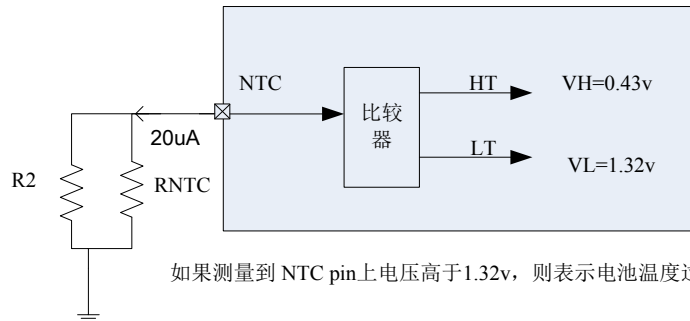 NTC
HT
VH=0.43v
比较
器
20uA
LT
VL=1.32v
R2
RNTC
如果测量到 NTC pin上电压高于1.32v，则表示电池温度